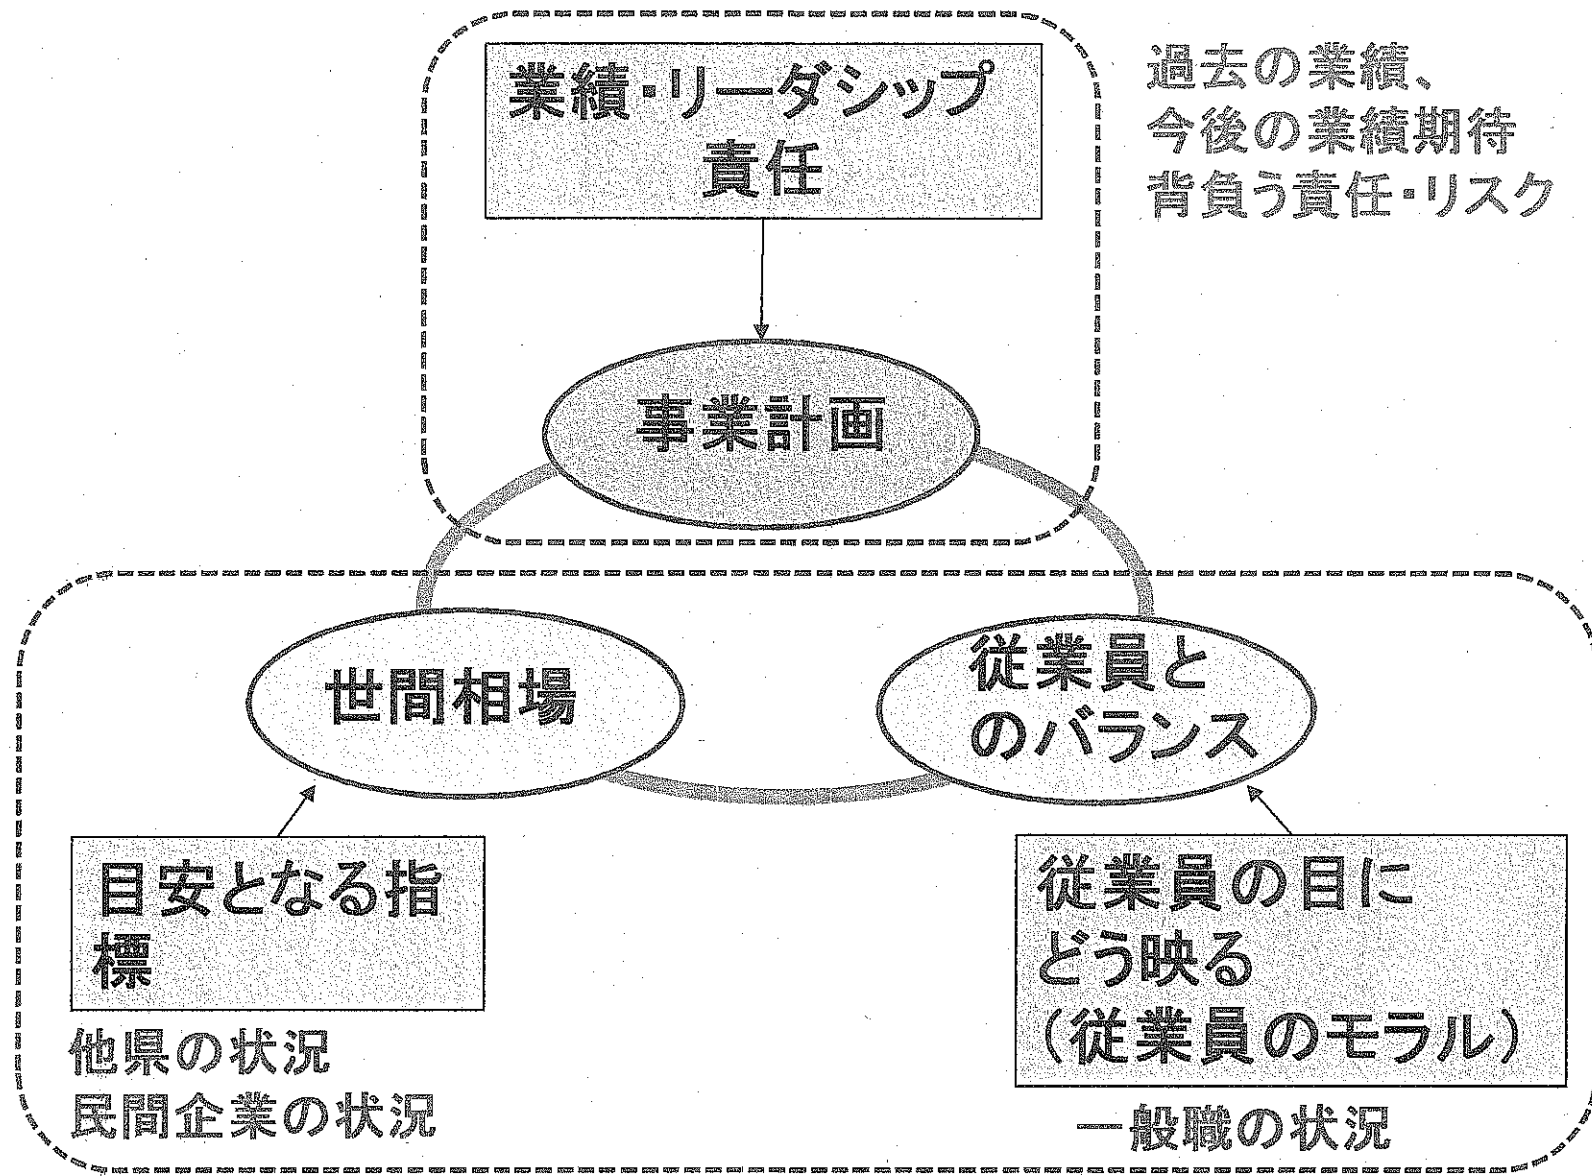 業績・リーダシップ
責任
過去の業績、
今後の業績期待
背負う責任・リスク
事業計画
世間相場
従業員と
のバランス
目安となる指
標
他県の状況
民間企業の状況
従業員の目に
どう映る
(従業員のモラル)
一般職の状況